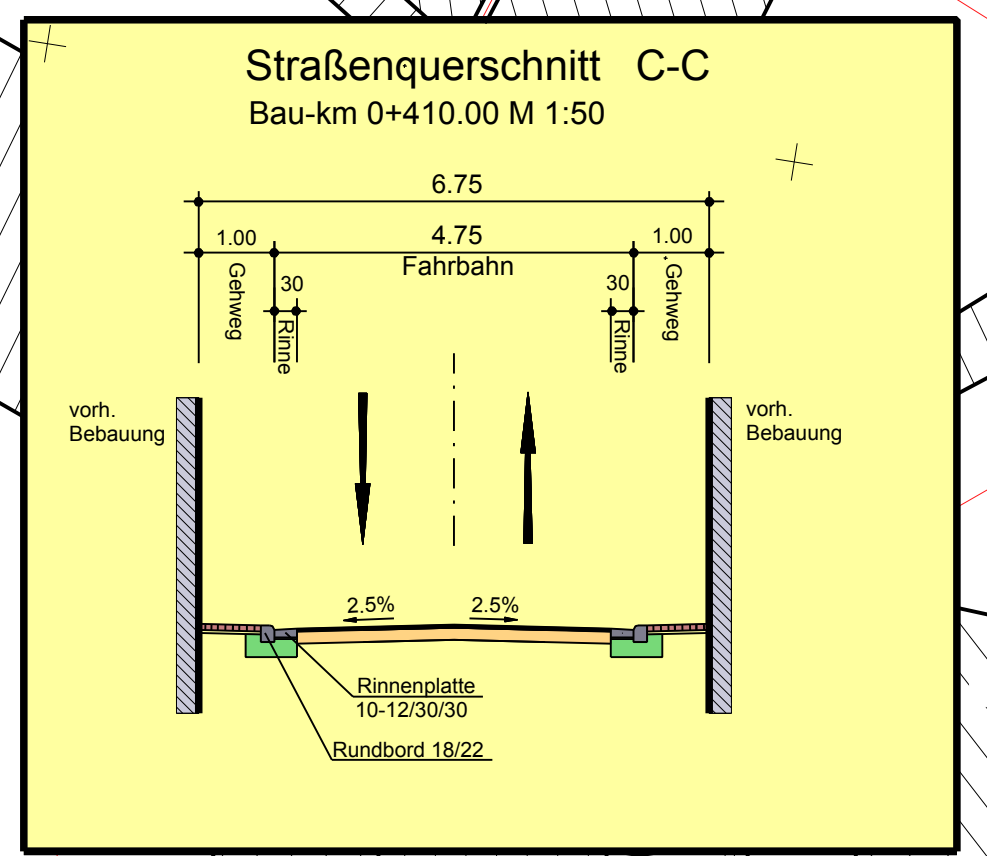 Straßenquerschnitt C-C
Bau-km 0+410.00 M 1:50
6.75
1.00
4.75
1.00
Fahrbahn
Gehweg
30
Rinne
30
Rinne
Gehweg
vorh.
Bebauung
vorh.
Bebauung
2.5%
2.5%
Rinnenplatte
10-12/30/30
Rundbord 18/22